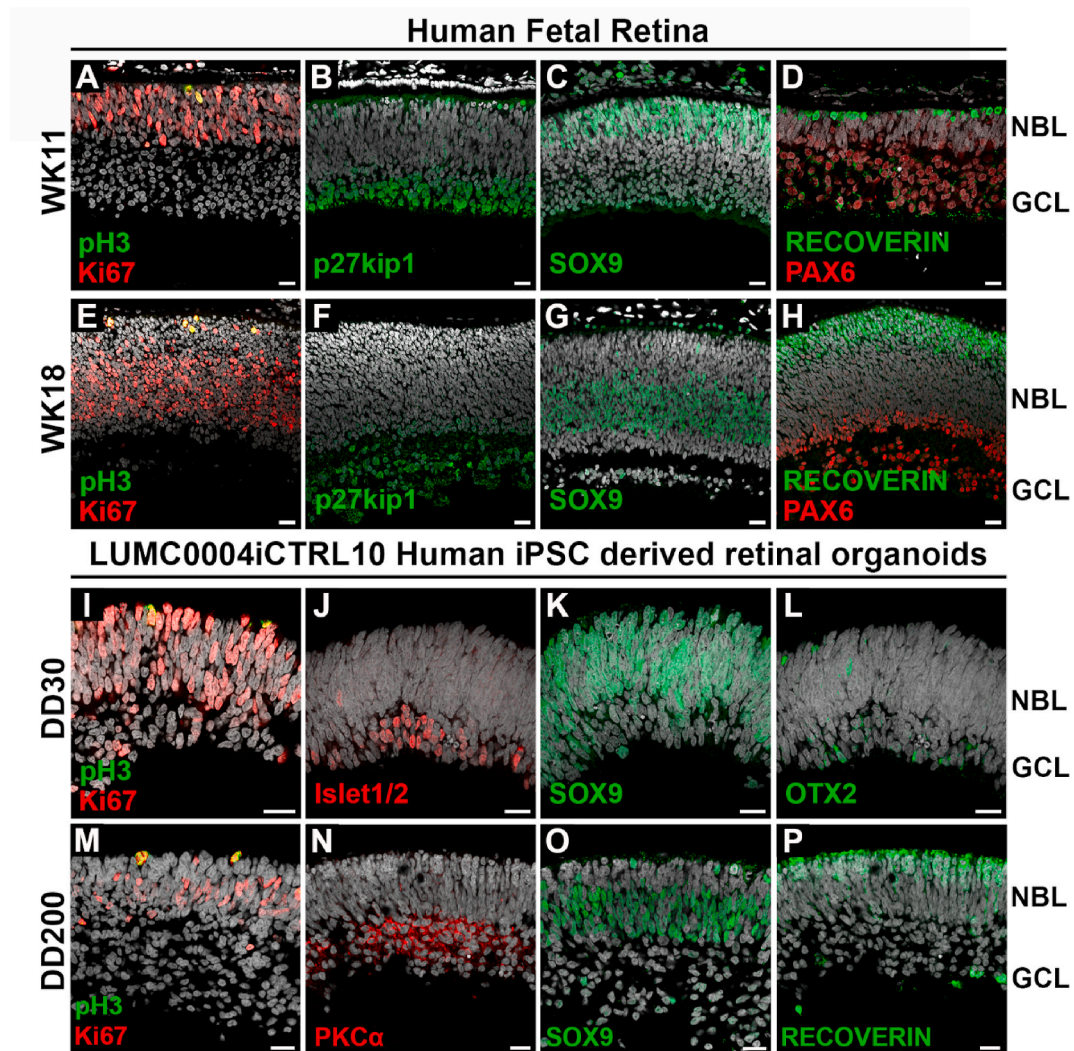 Human Fetal Retina
WK11
A
pH3
Ki67
B
p27kip1
C
SOX9
D
RECOVERIN
PAX6
NBL
GCL
WK18
E
pH3
Ki67
F
p27kip1
G
SOX9
H
RECOVERIN
PAX6
NBL
GCL
LUMC0004iCTRL10 Human iPSC derived retinal organoids
DD30
I
pH3
Ki67
J
Islet1/2
K
SOX9
L
OTX2
NBL
GCL
DD200
M
pH3
Ki67
N
PKCα
O
SOX9
P
RECOVERIN
NBL
GCL